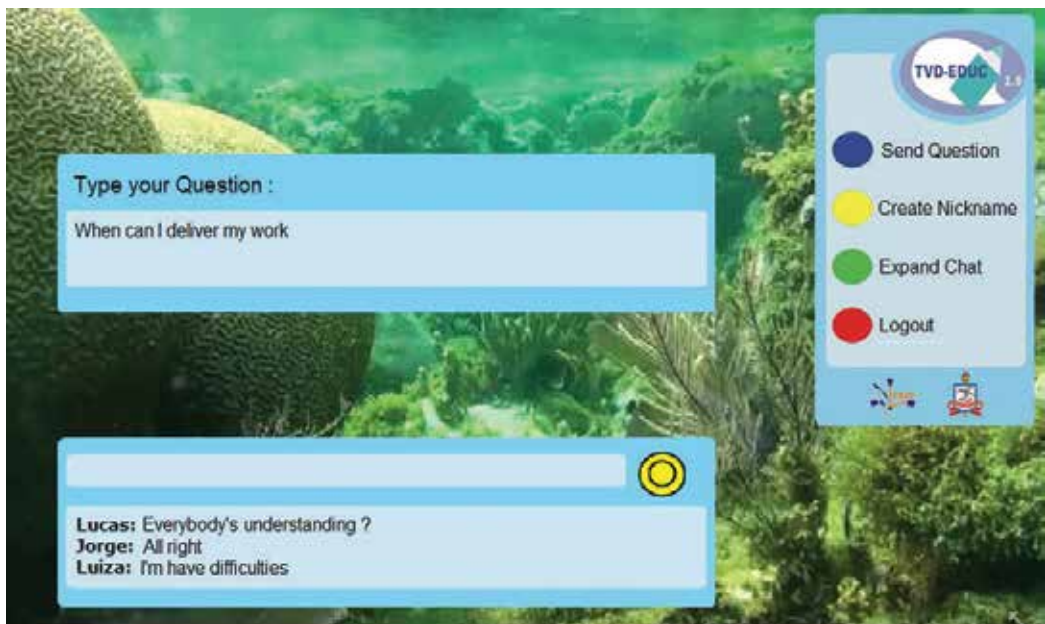 Type your Question :
When can I deliver my work
Lucas: Everybody's understanding ?
Jorge: All right
Luiza: I'm have difficulties
TVD-EDUC
Send Question
Create Nickname
Expand Chat
Logout